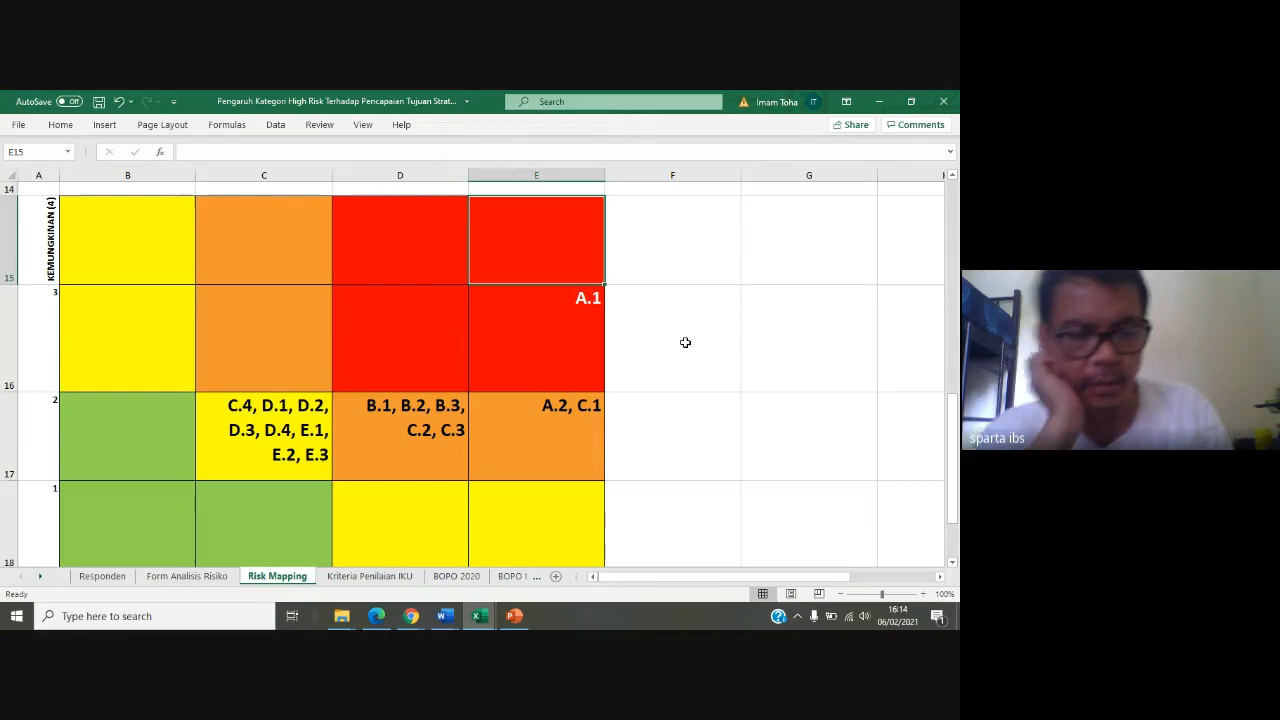 AutoSave Off
Pengaruh Kategori High Risk Terhadap Pencapaian Tujuan Strat...
Search
Imam Toha IT
File Home Insert Page Layout Formulas Data Review View Help
Share Comments
E15
fx
A B C D E F G
14
KEMUNGKINAN (4)
15
3
A.1
16
2
C.4, D.1, D.2,
D.3, D.4, E.1,
E.2, E.3
B.1, B.2, B.3,
C.2, C.3
A.2, C.1
17
1
18
Responden Form Analisis Risiko Risk Mapping Kriteria Penilaian IKU BOPO 2020 BOPO ...
Ready
100%
Type here to search
16:14
06/02/2021
1
sparta ibs